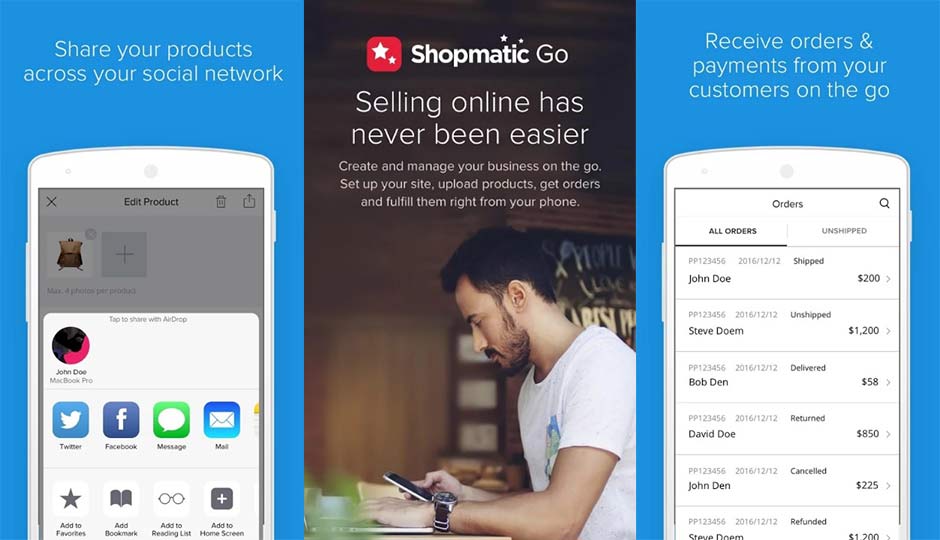 Share your products
across your social network
Edit Product
Max. 4 photos per product
Tap to share with AirDrop
John Doe
MacBook Pro
Twitter
Facebook
Message
Mail
Add to
Favorites
Add
Bookmark
Add to
Reading List
Add to
Home Screen
Shopmatic Go
Selling online has
never been easier
Create and manage your business on the go.
Set up your site, upload products, get orders
and fulfill them right from your phone.
PEOPLE
LOVE
Receive orders &
payments from your
customers on the go
Orders
ALL ORDERS UNSHIPPED
PP123456 2016/12/12 Shipped
John Doe $200
PP123456 2016/12/12 Unshipped
Steve Doem $1,200
PP123456 2016/12/12 Delivered
Bob Den $58
PP123456 2016/12/12 Returned
David Doe $850
PP123456 2016/12/12 Cancelled
John Den $225
PP123456 2016/12/12 Refunded
Steve Doem $1,200